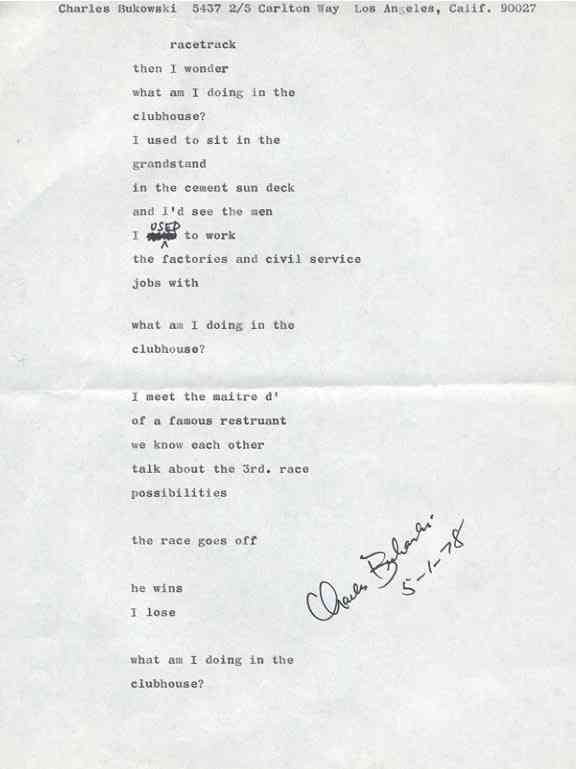 Charles Bukowski 5437 2/5 Carlton Way Los Angeles, Calif. 90027
racetrack
then I wonder
what am I doing in the
clubhouse?
I used to sit in the
grandstand
in the cement sun deck
and I'd see the men
I USED to work
the factories and civil service
jobs with
what am I doing in the
clubhouse?
I meet the maitre d'
of a famous restruant
we know each other
talk about the 3rd. race
possibilities
the race goes off
he wins
I lose
Charles Bukowski
5-1-78
what am I doing in the
clubhouse?